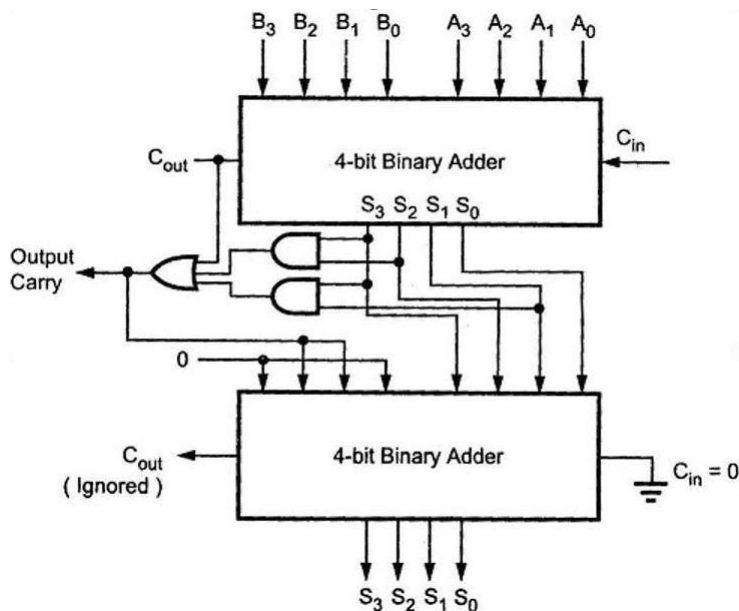 B3 B2 B1 B0 A3 A2 A1 A0
Cout
4-bit Binary Adder
Cin
S3 S2 S1 S0
Output
Carry
0
Cout
( Ignored )
4-bit Binary Adder
Cin = 0
S3 S2 S1 S0